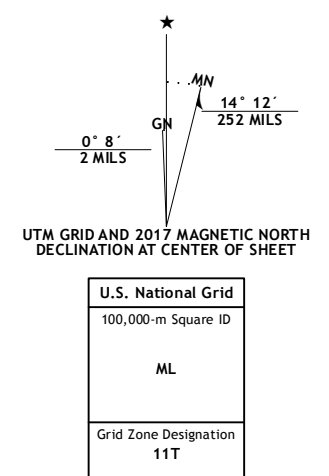 ★
MN
GN
14° 12´
252 MILS
0° 8´
2 MILS
UTM GRID AND 2017 MAGNETIC NORTH
DECLINATION AT CENTER OF SHEET
U.S. National Grid
100,000-m Square ID
ML
Grid Zone Designation
11T